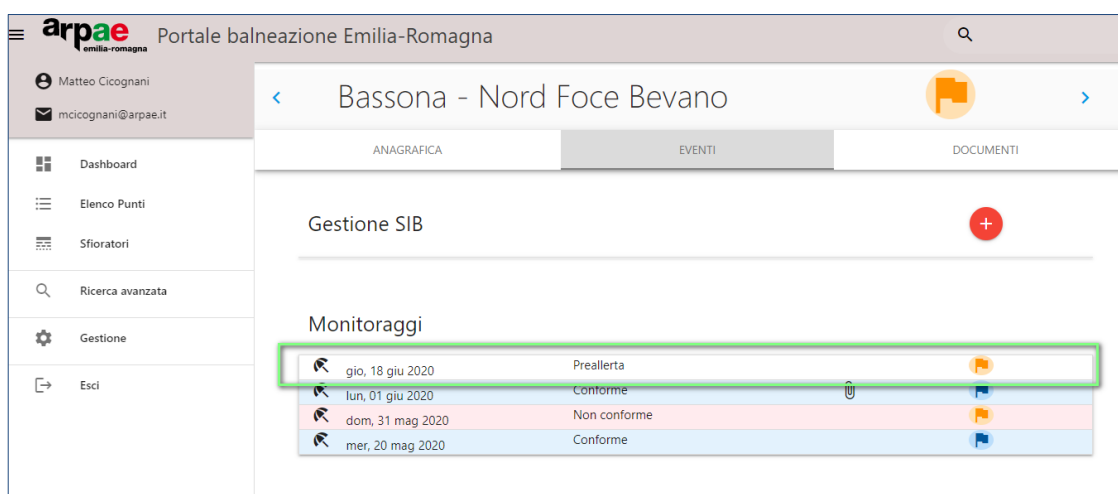 arpae
emilia-romagna
Portale balneazione Emilia-Romagna
Matteo Cicognani
mcicognani@arpae.it
Dashboard
Elenco Punti
Sfioratori
Ricerca avanzata
Gestione
Esci
Bassona - Nord Foce Bevano
ANAGRAFICA EVENTI DOCUMENTI
Gestione SIB
Monitoraggi
gio, 18 giu 2020 Preallerta
lun, 01 giu 2020 Conforme
dom, 31 mag 2020 Non conforme
mer, 20 mag 2020 Conforme